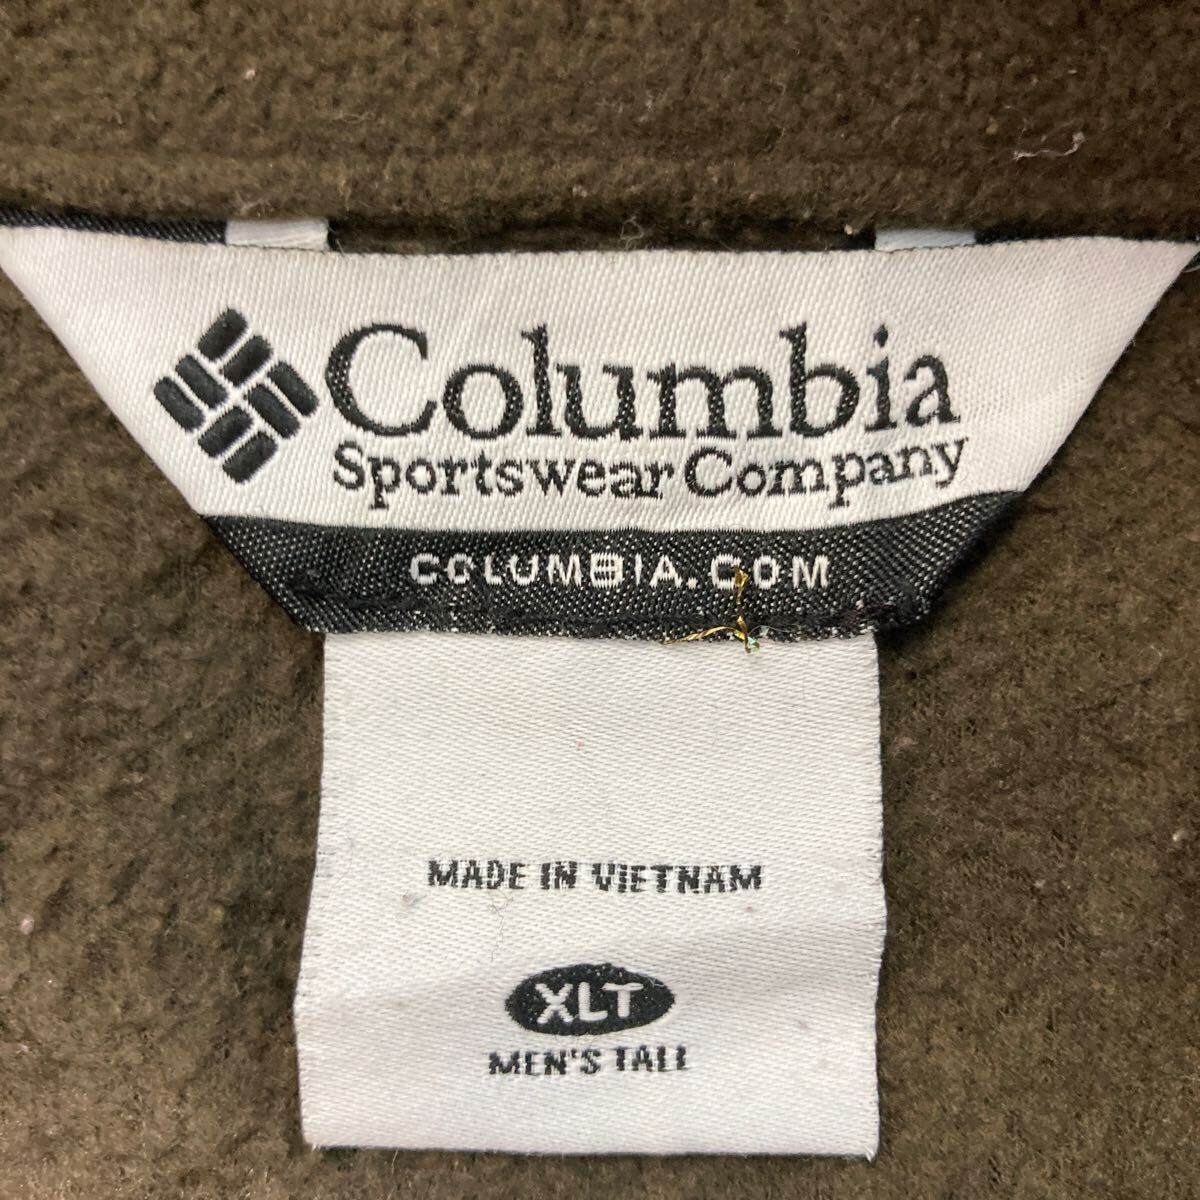 Columbia
Sportswear Company
COLUMBIA.COM
MADE IN VIETNAM
XLT
MEN'S TALL